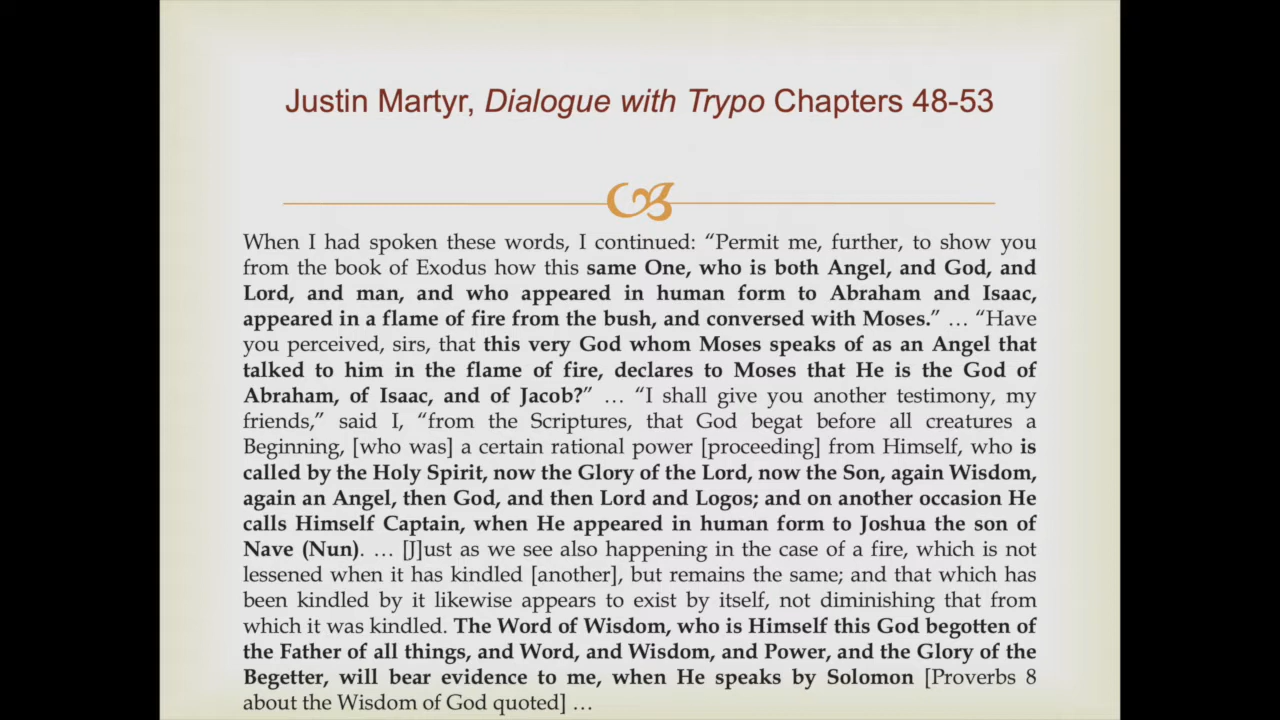 Justin Martyr, Dialogue with Trypo Chapters 48-53
When I had spoken these words, I continued: “Permit me, further, to show you
from the book of Exodus how this same One, who is both Angel, and God, and
Lord, and man, and who appeared in human form to Abraham and Isaac,
appeared in a flame of fire from the bush, and conversed with Moses.” … “Have
you perceived, sirs, that this very God whom Moses speaks of as an Angel that
talked to him in the flame of fire, declares to Moses that He is the God of
Abraham, of Isaac, and of Jacob?” … “I shall give you another testimony, my
friends,” said I, “from the Scriptures, that God begat before all creatures a
Beginning, [who was] a certain rational power [proceeding] from Himself, who is
called by the Holy Spirit, now the Glory of the Lord, now the Son, again Wisdom,
again an Angel, then God, and then Lord and Logos; and on another occasion He
calls Himself Captain, when He appeared in human form to Joshua the son of
Nave (Nun). … [J]ust as we see also happening in the case of a fire, which is not
lessened when it has kindled [another], but remains the same; and that which has
been kindled by it likewise appears to exist by itself, not diminishing that from
which it was kindled. The Word of Wisdom, who is Himself this God begotten of
the Father of all things, and Word, and Wisdom, and Power, and the Glory of the
Begetter, will bear evidence to me, when He speaks by Solomon [Proverbs 8
about the Wisdom of God quoted] …